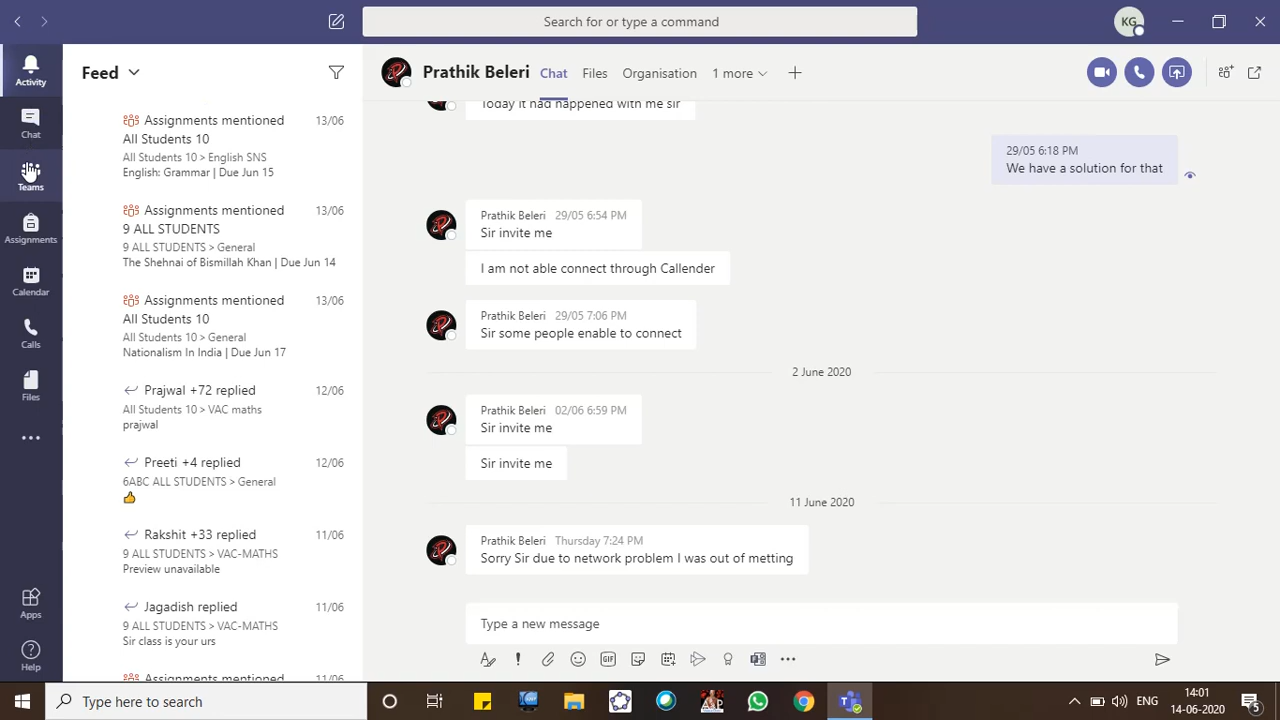 Search for or type a command
KG
Activity
Chat
Teams
Assignments
Calendar
Calls
Files
Apps
Help
Feed
Assignments mentioned 13/06
All Students 10
All Students 10 > English SNS
English: Grammar | Due Jun 15
Assignments mentioned 13/06
9 ALL STUDENTS
9 ALL STUDENTS > General
The Shehnai of Bismillah Khan | Due Jun 14
Assignments mentioned 13/06
All Students 10
All Students 10 > General
Nationalism In India | Due Jun 17
Prajwal +72 replied 12/06
All Students 10 > VAC maths
prajwal
Preeti +4 replied 12/06
6ABC ALL STUDENTS > General
👍
Rakshit +33 replied 11/06
9 ALL STUDENTS > VAC-MATHS
Preview unavailable
Jagadish replied 11/06
9 ALL STUDENTS > VAC-MATHS
Sir class is your urs
Assignments mentioned 11/06
Prathik Beleri Chat Files Organisation 1 more
Today it had happened with me sir
29/05 6:18 PM
We have a solution for that
Prathik Beleri 29/05 6:54 PM
Sir invite me
I am not able connect through Callender
Prathik Beleri 29/05 7:06 PM
Sir some people enable to connect
2 June 2020
Prathik Beleri 02/06 6:59 PM
Sir invite me
Sir invite me
11 June 2020
Prathik Beleri Thursday 7:24 PM
Sorry Sir due to network problem I was out of metting
Type a new message
GIF
Type here to search
ENG
14:01
14-06-2020
5